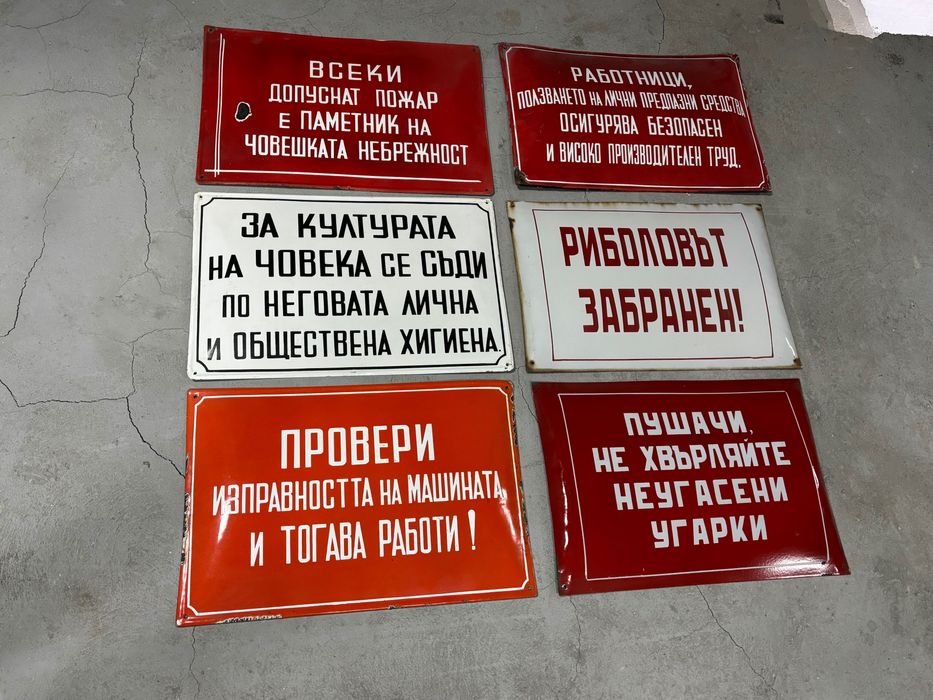 ВСЕКИ
ДОПУСНАТ ПОЖАР
Е ПАМЕТНИК НА
ЧОВЕШКАТА НЕБРЕЖНОСТ
РАБОТНИЦИ,
ПОЛЗВАНЕТО НА ЛИЧНИ ПРЕДПАЗНИ СРЕДСТВА
ОСИГУРЯВА БЕЗОПАСЕН
И ВИСОКО ПРОИЗВОДИТЕЛЕН ТРУД.
ЗА КУЛТУРАТА
НА ЧОВЕКА СЕ СЪДИ
ПО НЕГОВАТА ЛИЧНА
И ОБЩЕСТВЕНА ХИГИЕНА.
РИБОЛОВЪТ
ЗАБРАНЕН!
ПРОВЕРИ
ИЗПРАВНОСТТА НА МАШИНАТА
И ТОГАВА РАБОТИ!
ПУШАЧИ,
НЕ ХВЪРЛЯЙТЕ
НЕУГАСЕНИ
УГАРКИ